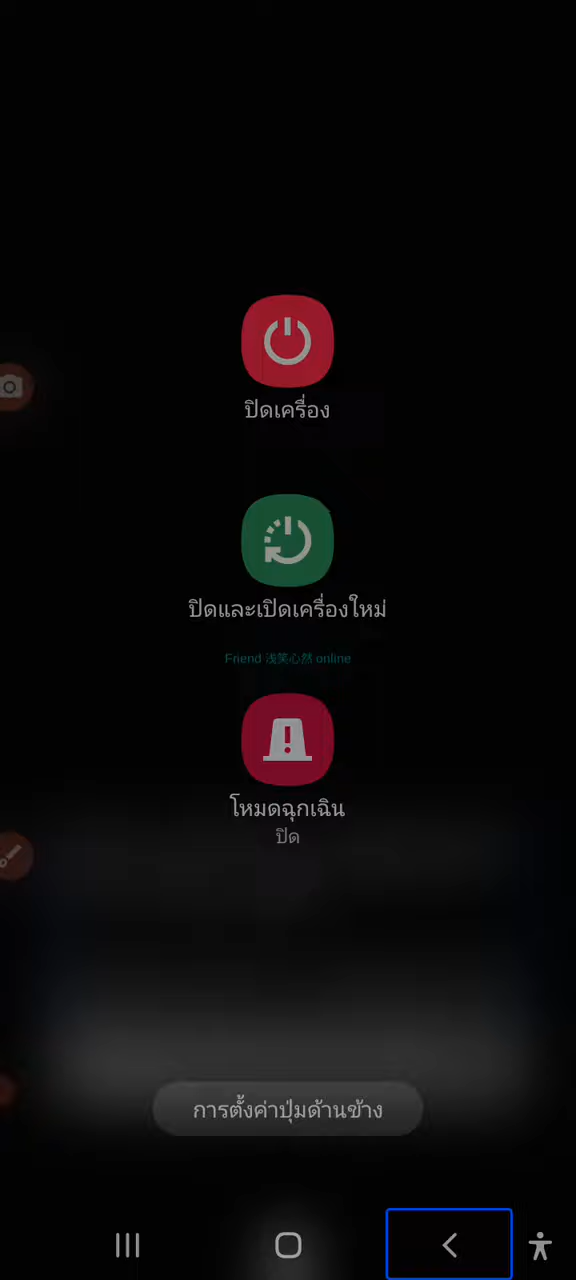 ปิดเครื่อง
ปิดและเปิดเครื่องใหม่
Friend 浅笑心然 online
โหมดฉุกเฉิน
ปิด
การตั้งค่าปุ่มด้านข้าง